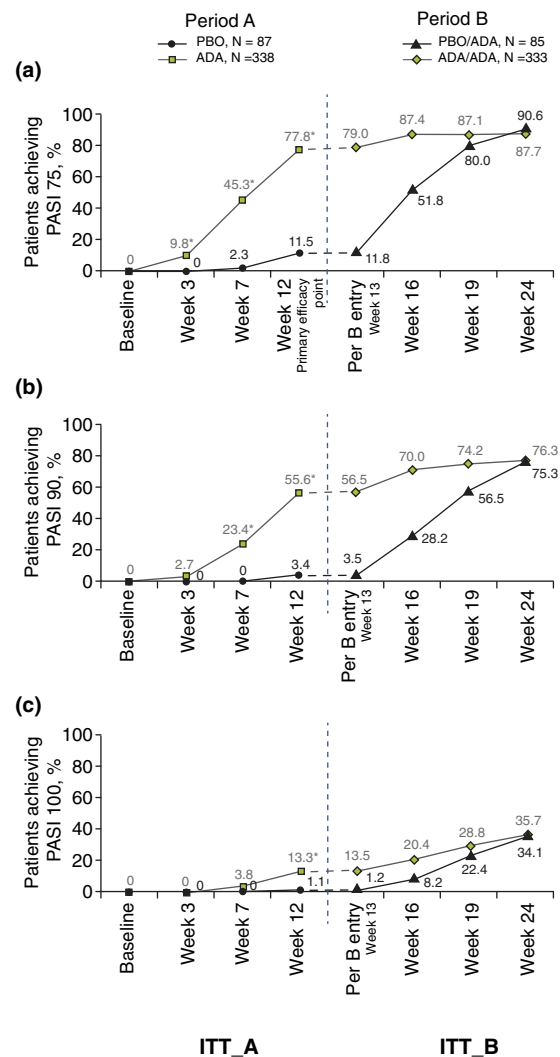 Period A
PBO, N = 87
ADA, N =338
Period B
PBO/ADA, N = 85
ADA/ADA, N =333
(a)
Patients achieving
PASI 75, %
100
80
60
40
20
0
0
9.8*
0
45.3*
2.3
77.8*
11.5
79.0
11.8
87.4
51.8
87.1
80.0
90.6
87.7
Baseline
Week 3
Week 7
Week 12
Primary efficacy
point
Per B entry
Week 13
Week 16
Week 19
Week 24
(b)
Patients achieving
PASI 90, %
100
80
60
40
20
0
0
2.7
0
23.4*
0
55.6*
3.4
56.5
3.5
70.0
28.2
74.2
56.5
76.3
75.3
Baseline
Week 3
Week 7
Week 12
Per B entry
Week 13
Week 16
Week 19
Week 24
(c)
Patients achieving
PASI 100, %
100
80
60
40
20
0
0
0
0
3.8
0
13.3*
1.1
13.5
1.2
20.4
8.2
28.8
22.4
35.7
34.1
Baseline
Week 3
Week 7
Week 12
Per B entry
Week 13
Week 16
Week 19
Week 24
ITT_A
ITT_B